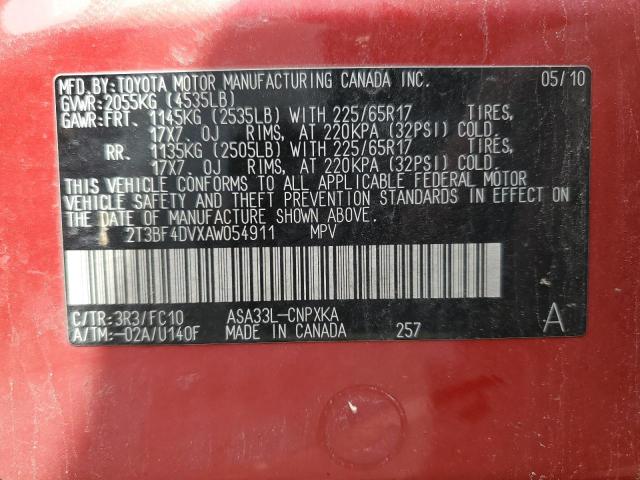 MFD.BY:TOYOTA MOTOR MANUFACTURING CANADA INC. 05/10
GVWR:2055KG (4535LB)
GAWR:FRT. 1145KG (2535LB) WITH 225/65R17 TIRES,
17X7.0J RIMS, AT 220KPA (32PSI) COLD.
RR. 1135KG (2505LB) WITH 225/65R17 TIRES,
17X7.0J RIMS, AT 220KPA (32PSI) COLD.
THIS VEHICLE CONFORMS TO ALL APPLICABLE FEDERAL MOTOR
VEHICLE SAFETY AND THEFT PREVENTION STANDARDS IN EFFECT ON
THE DATE OF MANUFACTURE SHOWN ABOVE.
2T3BF4DVXAW054911 MPV
C/TR:3R3/FC10 ASA33L-CNPXKA
A/TM:-02A/U140F MADE IN CANADA 257 A